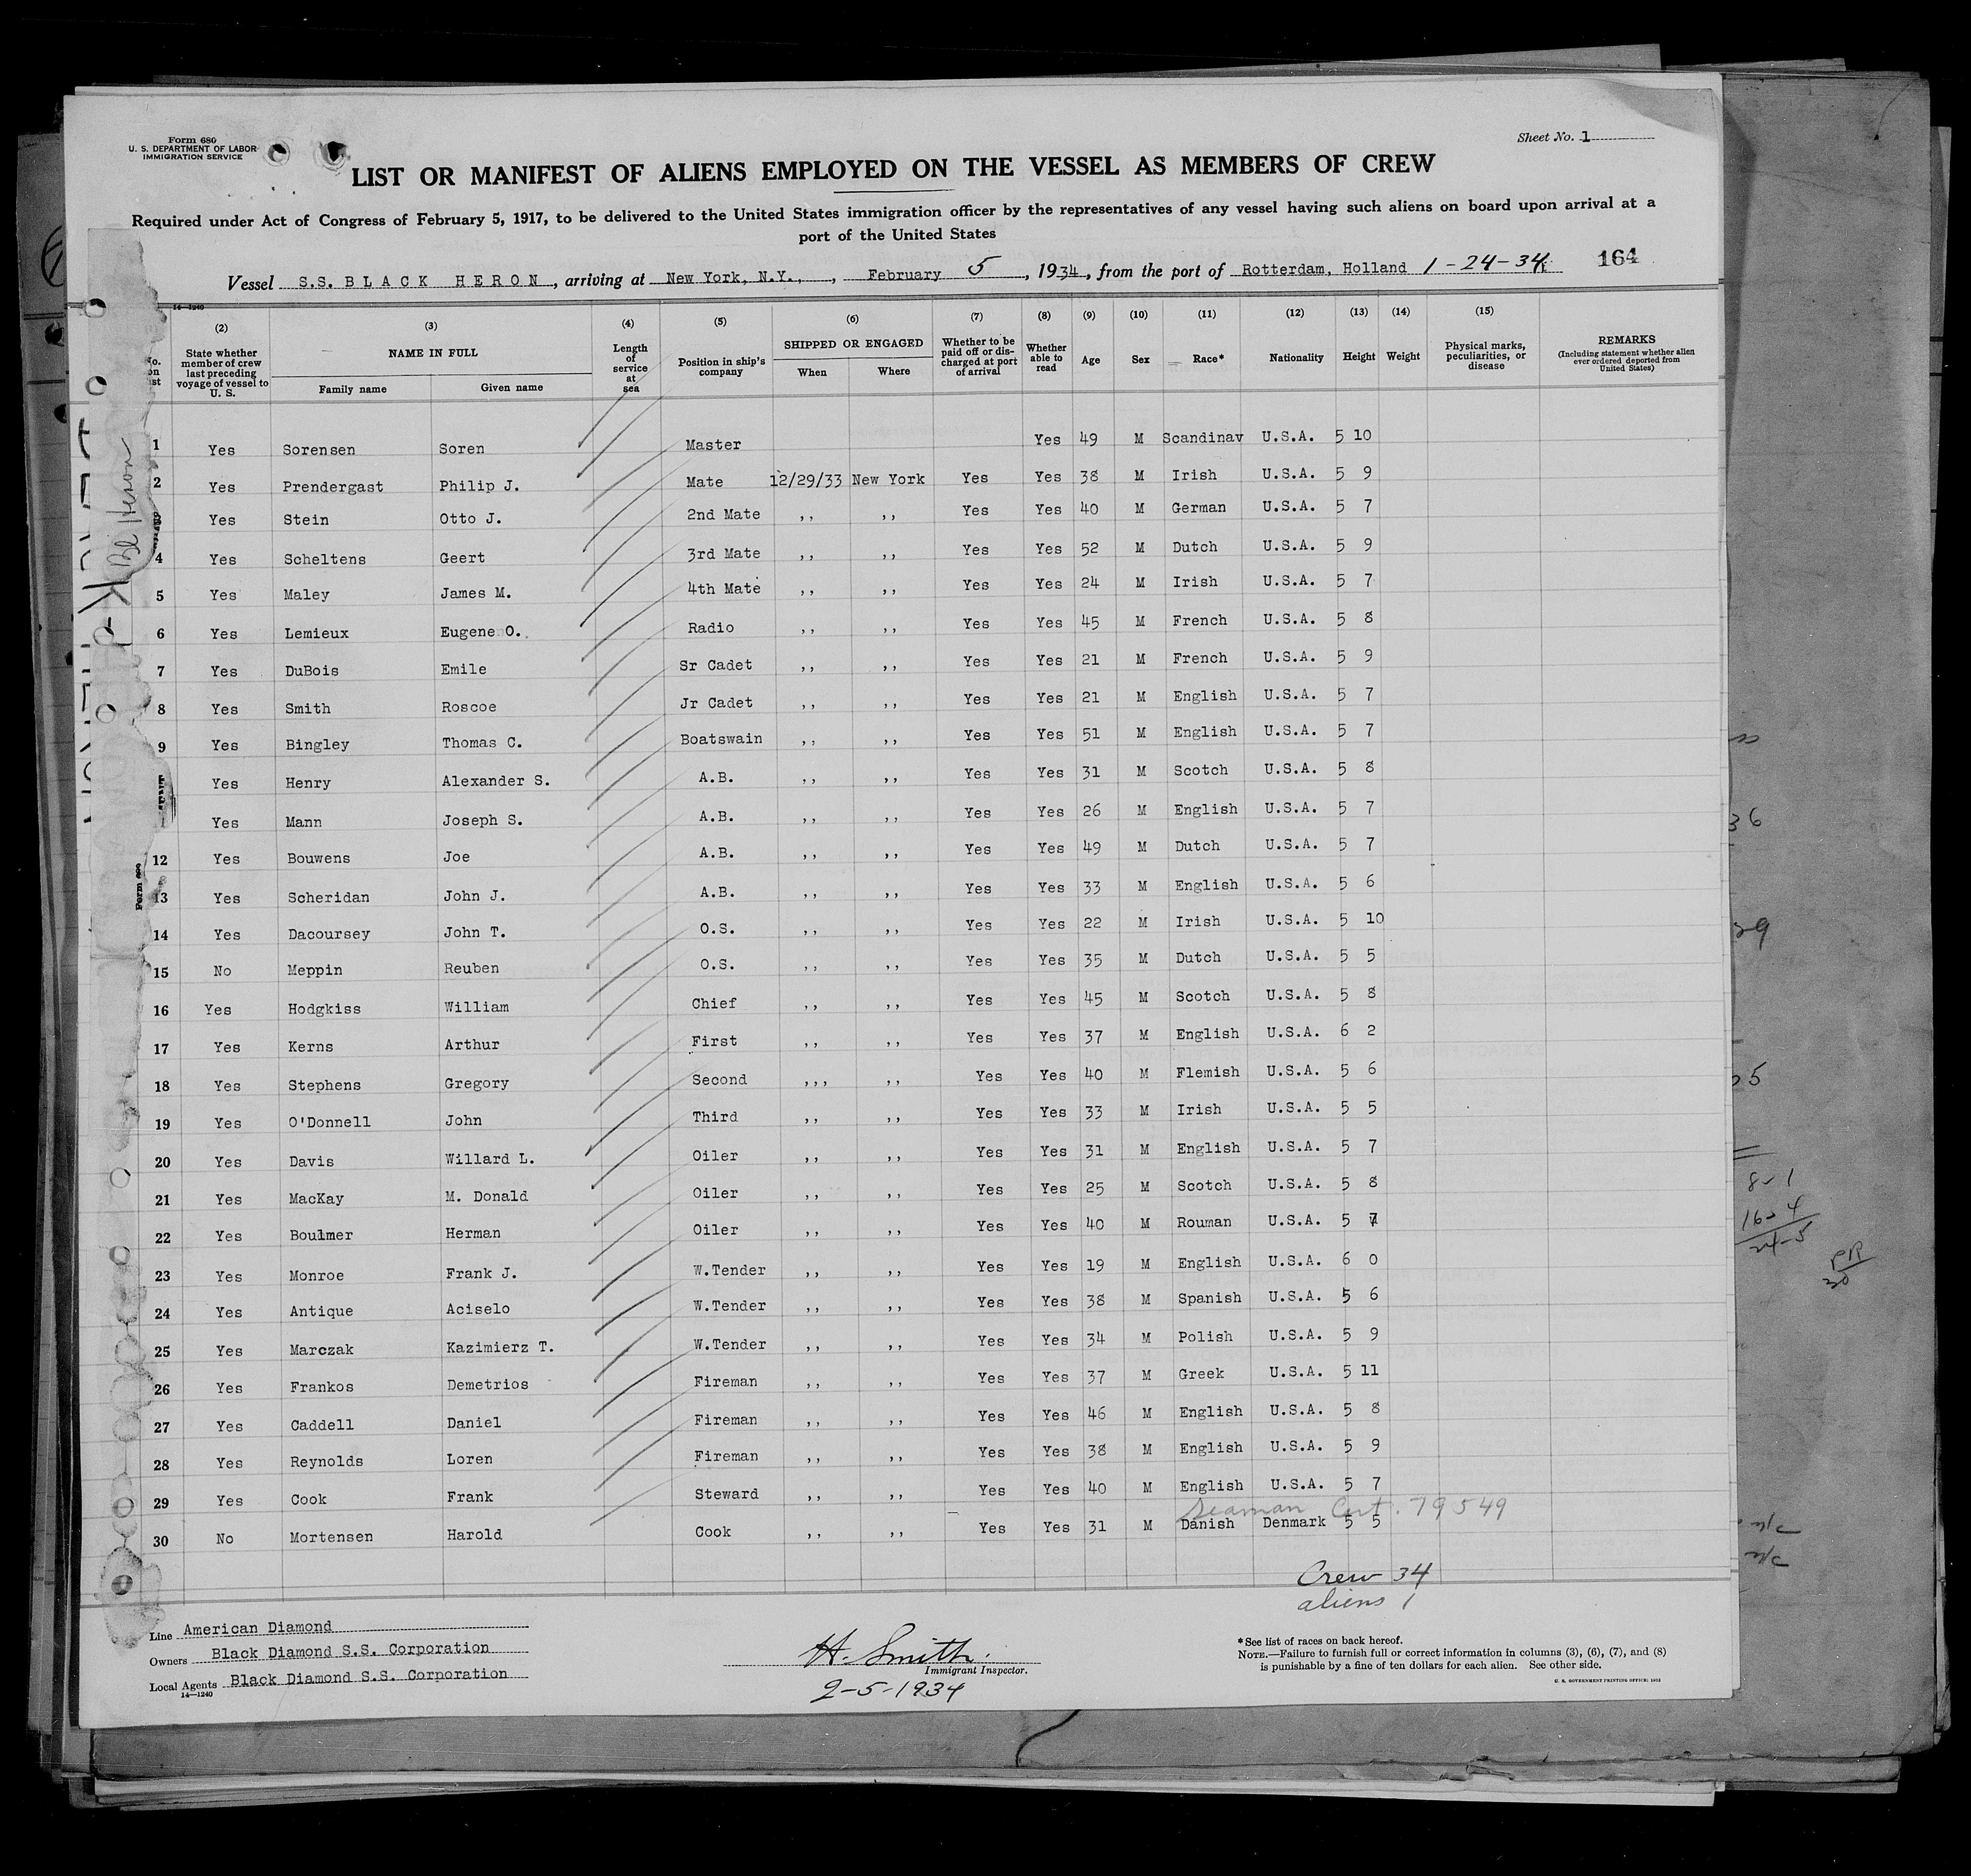 Form 680
U. S. DEPARTMENT OF LABOR
IMMIGRATION SERVICE
Sheet No. 1
LIST OR MANIFEST OF ALIENS EMPLOYED ON THE VESSEL AS MEMBERS OF CREW
Required under Act of Congress of February 5, 1917, to be delivered to the United States immigration officer by the representatives of any vessel having such aliens on board upon arrival at a
port of the United States
Vessel S.S. BLACK HERON, arriving at New York, N.Y., February 5, 1934, from the port of Rotterdam, Holland 1-24-34 164
14—1240
(2) (3) (4) (5) (6) (7) (8) (9) (10) (11) (12) (13) (14) (15)
No. on list
State whether member of crew last preceding voyage of vessel to U. S.
NAME IN FULL
Family name Given name
Length of service at sea
Position in ship's company
SHIPPED OR ENGAGED
When Where
Whether to be paid off or discharged at port of arrival
Whether able to read
Age
Sex
Race*
Nationality
Height
Weight
Physical marks, peculiarities, or disease
REMARKS
(Including statement whether alien ever ordered deported from United States)
1 Yes Sorensen Soren Master Yes 49 M Scandinav U.S.A. 5 10
2 Yes Prendergast Philip J. Mate 12/29/33 New York Yes Yes 38 M Irish U.S.A. 5 9
3 Yes Stein Otto J. 2nd Mate ,, ,, Yes Yes 40 M German U.S.A. 5 7
4 Yes Scheltens Geert 3rd Mate ,, ,, Yes Yes 52 M Dutch U.S.A. 5 9
5 Yes Maley James M. 4th Mate ,, ,, Yes Yes 24 M Irish U.S.A. 5 7
6 Yes Lemieux Eugene O. Radio ,, ,, Yes Yes 45 M French U.S.A. 5 8
7 Yes DuBois Emile Sr Cadet ,, ,, Yes Yes 21 M French U.S.A. 5 9
8 Yes Smith Roscoe Jr Cadet ,, ,, Yes Yes 21 M English U.S.A. 5 7
9 Yes Bingley Thomas C. Boatswain ,, ,, Yes Yes 51 M English U.S.A. 5 7
Yes Henry Alexander S. A.B. ,, ,, Yes Yes 31 M Scotch U.S.A. 5 8
Yes Mann Joseph S. A.B. ,, ,, Yes Yes 26 M English U.S.A. 5 7
12 Yes Bouwens Joe A.B. ,, ,, Yes Yes 49 M Dutch U.S.A. 5 7
13 Yes Scheridan John J. A.B. ,, ,, Yes Yes 33 M English U.S.A. 5 6
14 Yes Dacoursey John T. O.S. ,, ,, Yes Yes 22 M Irish U.S.A. 5 10
15 No Meppin Reuben O.S. ,, ,, Yes Yes 35 M Dutch U.S.A. 5 5
16 Yes Hodgkiss William Chief ,, ,, Yes Yes 45 M Scotch U.S.A. 5 8
17 Yes Kerns Arthur First ,, ,, Yes Yes 37 M English U.S.A. 6 2
18 Yes Stephens Gregory Second ,,, ,, Yes Yes 40 M Flemish U.S.A. 5 6
19 Yes O'Donnell John Third ,, ,, Yes Yes 33 M Irish U.S.A. 5 5
20 Yes Davis Willard L. Oiler ,, ,, Yes Yes 31 M English U.S.A. 5 7
21 Yes MacKay M. Donald Oiler ,, ,, Yes Yes 25 M Scotch U.S.A. 5 8
22 Yes Boulmer Herman Oiler ,, ,, Yes Yes 40 M Rouman U.S.A. 5 7
23 Yes Monroe Frank J. W.Tender ,, ,, Yes Yes 19 M English U.S.A. 6 0
24 Yes Antique Aciselo W.Tender ,, ,, Yes Yes 38 M Spanish U.S.A. 5 6
25 Yes Marczak Kazimierz T. W.Tender ,, ,, Yes Yes 34 M Polish U.S.A. 5 9
26 Yes Frankos Demetrios Fireman ,, ,, Yes Yes 37 M Greek U.S.A. 5 11
27 Yes Caddell Daniel Fireman ,, ,, Yes Yes 46 M English U.S.A. 5 8
28 Yes Reynolds Loren Fireman ,, ,, Yes Yes 38 M English U.S.A. 5 9
29 Yes Cook Frank Steward ,, ,, Yes Yes 40 M English U.S.A. 5 7
Seaman Cert. 79549
30 No Mortensen Harold Cook ,, ,, Yes Yes 31 M Danish Denmark 5 5
Crew 34
aliens 1
Line American Diamond
Owners Black Diamond S.S. Corporation
Local Agents Black Diamond S.S. Corporation
14—1240
H. Smith
Immigrant Inspector.
2-5-1934
*See list of races on back hereof.
NOTE.—Failure to furnish full or correct information in columns (3), (6), (7), and (8)
is punishable by a fine of ten dollars for each alien. See other side.
Bl Heron
Form 680